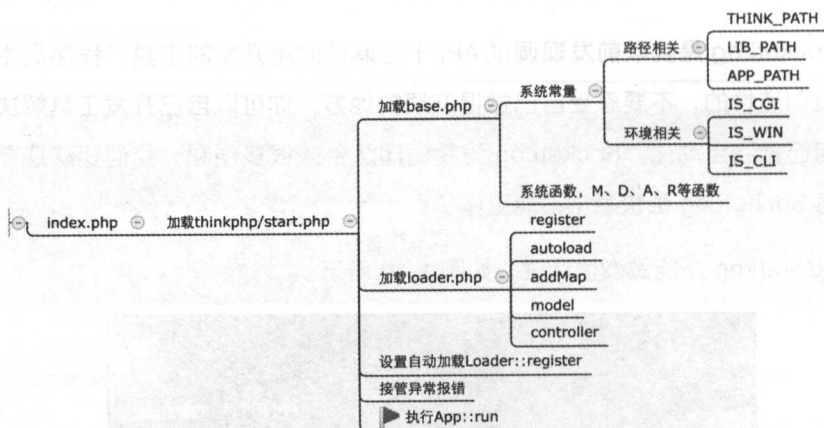 index.php
加载thinkphp/start.php
加载base.php
系统常量
路径相关
THINK_PATH
LIB_PATH
APP_PATH
环境相关
IS_CGI
IS_WIN
IS_CLI
系统函数，M、D、A、R等函数
加载loader.php
register
autoload
addMap
model
controller
设置自动加载Loader::register
接管异常报错
执行App::run